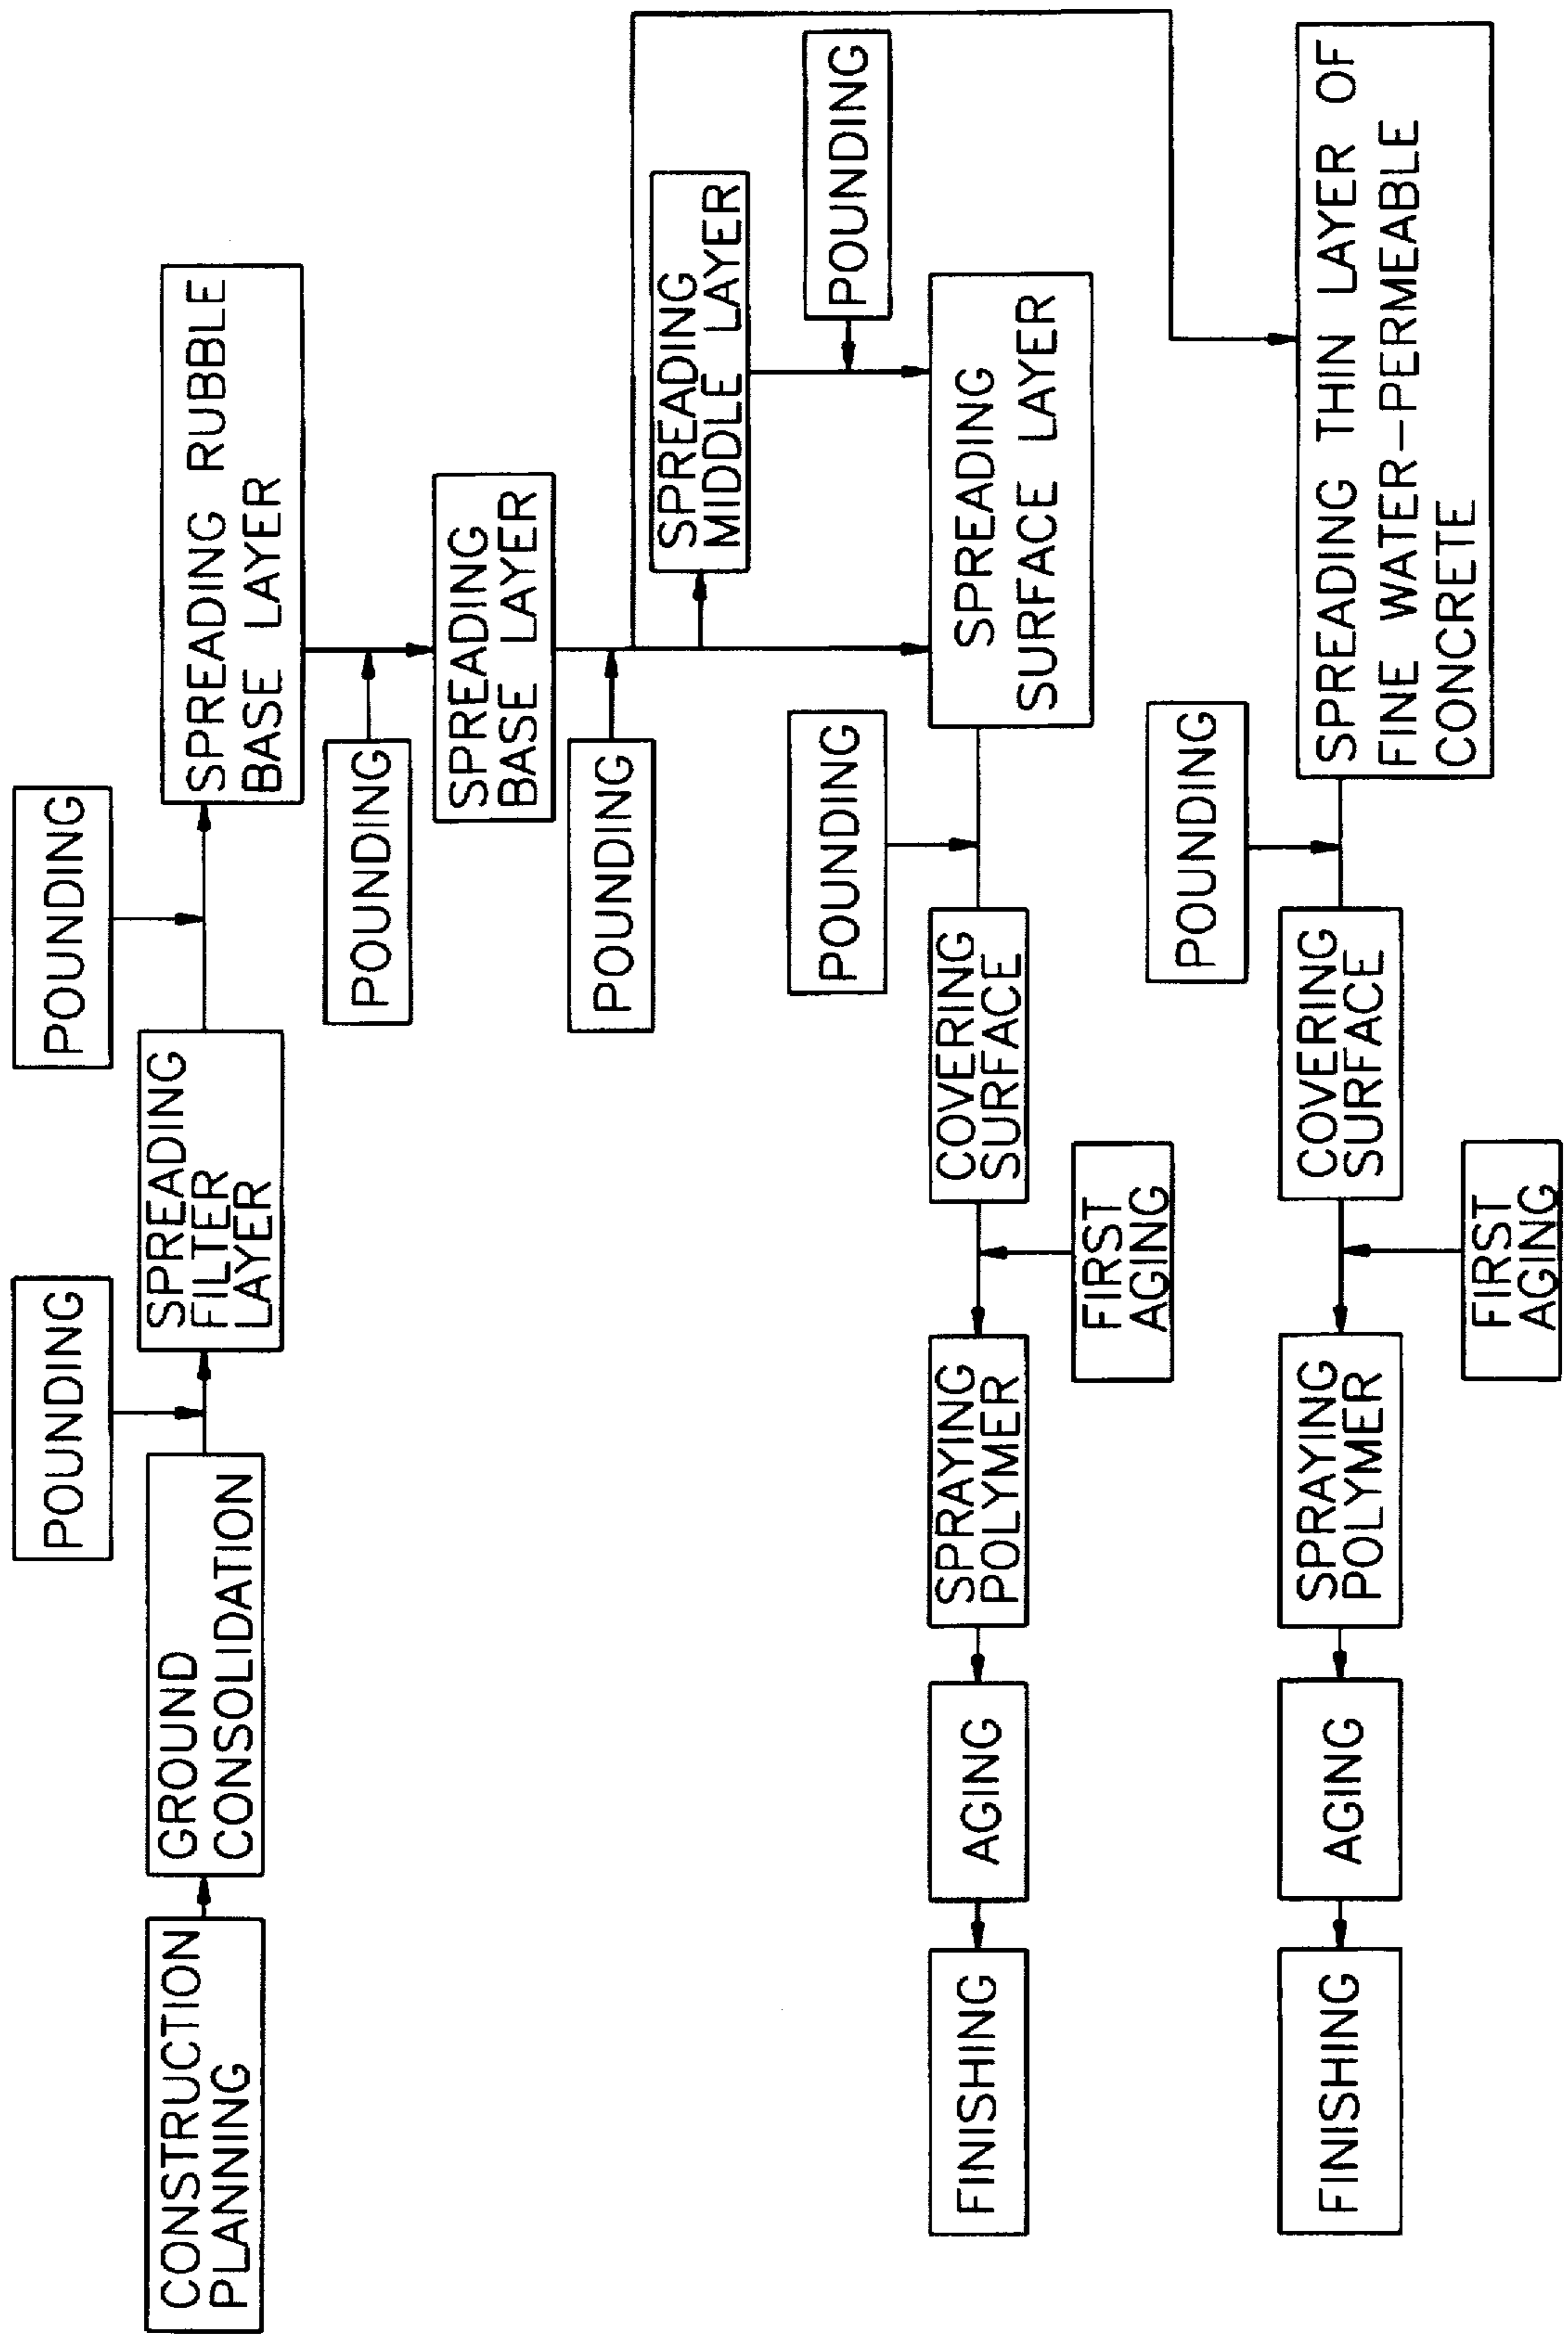 CONSTRUCTION
PLANNING
GROUND
CONSOLIDATION
POUNDING
SPREADING
FILTER
LAYER
POUNDING
SPREADING RUBBLE
BASE LAYER
POUNDING
SPREADING
BASE LAYER
POUNDING
SPREADING
MIDDLE LAYER
POUNDING
SPREADING
SURFACE LAYER
POUNDING
COVERING
SURFACE
FIRST
AGING
SPRAYING
POLYMER
AGING
FINISHING
SPREADING THIN LAYER OF
FINE WATER-PERMEABLE
CONCRETE
POUNDING
COVERING
SURFACE
FIRST
AGING
SPRAYING
POLYMER
AGING
FINISHING